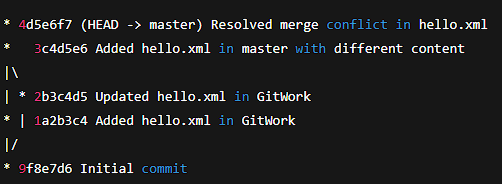 * 4d5e6f7 (HEAD -> master) Resolved merge conflict in hello.xml
*   3c4d5e6 Added hello.xml in master with different content
|\
| * 2b3c4d5 Updated hello.xml in GitWork
* | 1a2b3c4 Added hello.xml in GitWork
|/
* 9f8e7d6 Initial commit